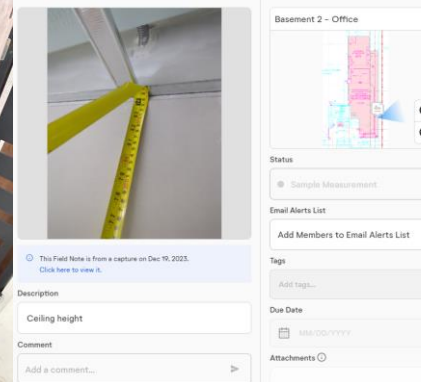 Basement 2 - Office
Status
Sample Measurement
Email Alerts List
Add Members to Email Alerts List
Tags
Add tags...
Due Date
MM/DD/YYYY
Attachments
This Field Note is from a capture on Dec 19, 2023.
Click here to view it.
Description
Ceiling height
Comment
Add a comment...